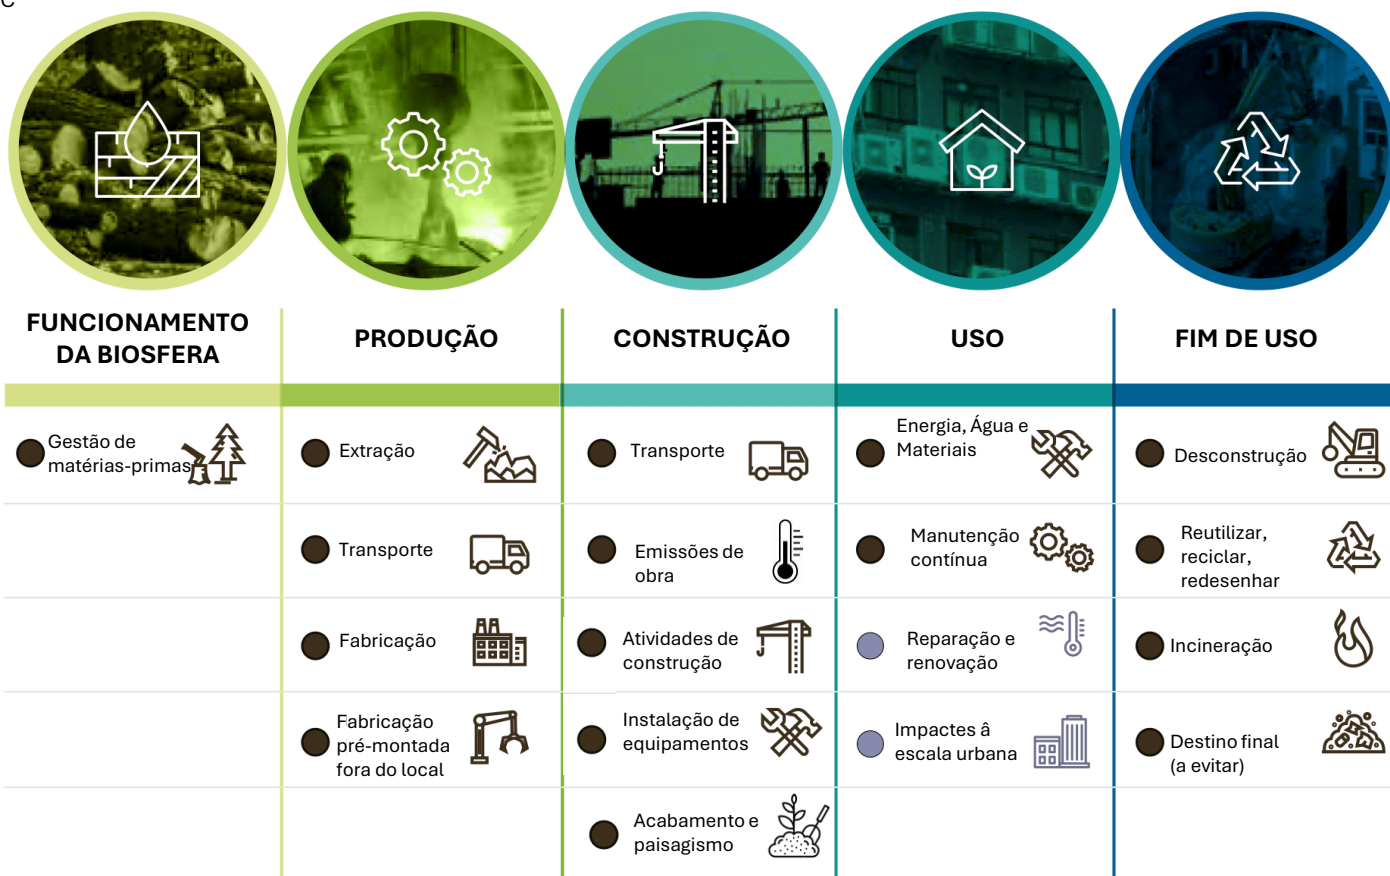 FUNCIONAMENTO
DA BIOSFERA
PRODUÇÃO
CONSTRUÇÃO
USO
FIM DE USO
Gestão de
matérias-primas
Extração
Transporte
Fabricação
Fabricação
pré-montada
fora do local
Transporte
Emissões de
obra
Atividades de
construção
Instalação de
equipamentos
Acabamento e
paisagismo
Energia, Água e
Materiais
Manutenção
contínua
Reparação e
renovação
Impactes â
escala urbana
Desconstrução
Reutilizar,
reciclar,
redesenhar
Incineração
Destino final
(a evitar)